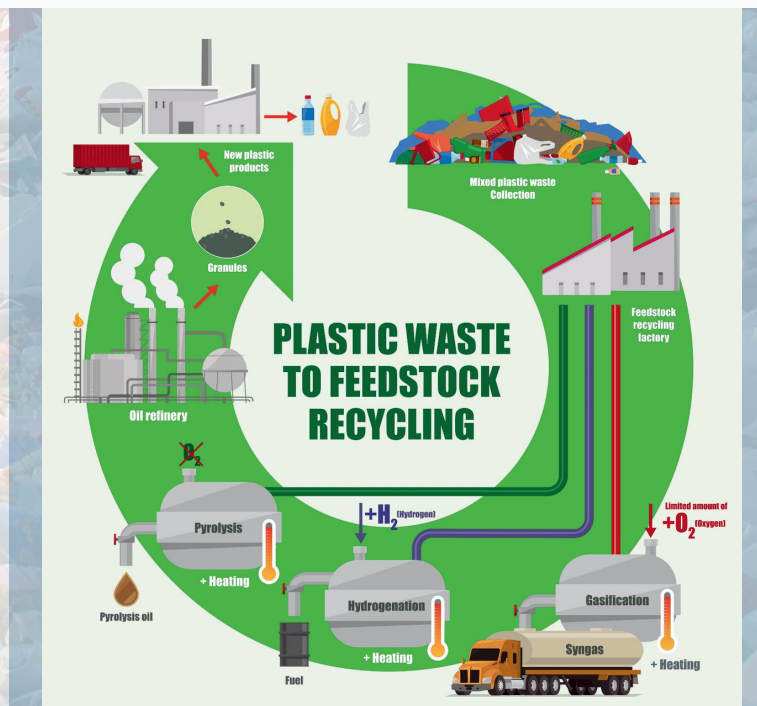 New plastic
products
Mixed plastic waste
Collection
Granules
Feedstock
recycling
factory
PLASTIC WASTE
TO FEEDSTOCK
RECYCLING
Oil refinery
O2
Pyrolysis
+ Heating
Pyrolysis oil
+H2 (Hydrogen)
Hydrogenation
+ Heating
Fuel
Limited amount of
+O2 (Oxygen)
Gasification
Syngas
+ Heating